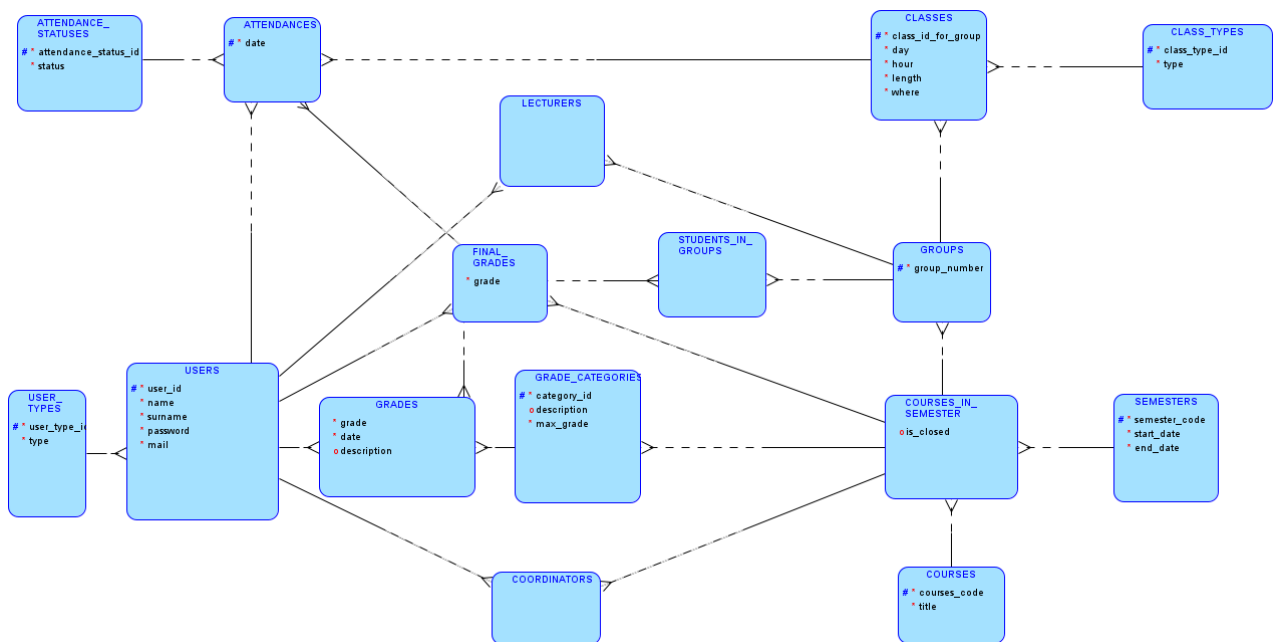 ATTENDANCE_
STATUSES
# * attendance_status_id
* status
ATTENDANCES
# * date
CLASSES
# * class_id_for_group
* day
* hour
* length
* where
CLASS_TYPES
# * class_type_id
* type
LECTURERS
FINAL_
GRADES
* grade
STUDENTS_IN_
GROUPS
GROUPS
# * group_number
USER_
TYPES
# * user_type_id
* type
USERS
# * user_id
* name
* surname
* password
* mail
GRADES
* grade
* date
o description
GRADE_CATEGORIES
# * category_id
o description
* max_grade
COURSES_IN_
SEMESTER
o is_closed
SEMESTERS
# * semester_code
* start_date
* end_date
COORDINATORS
COURSES
# * courses_code
* title